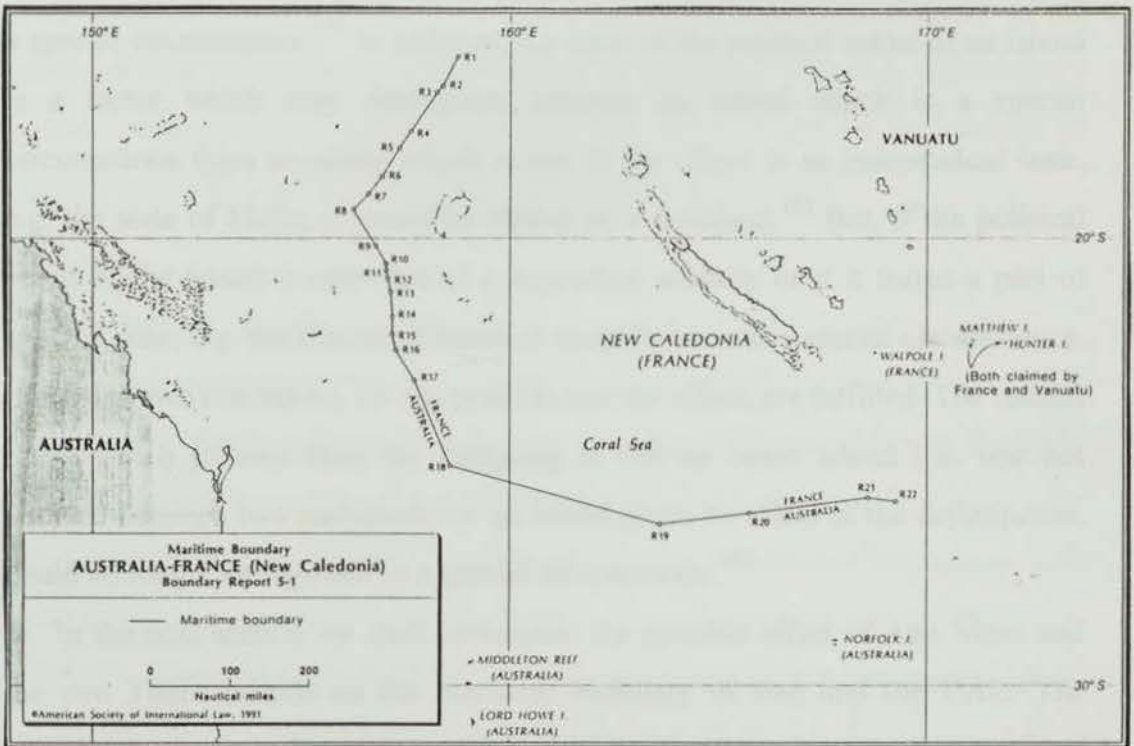 150° E
160° E
170° E
R1
R2
R3
R4
R5
R6
R7
R8
R9
R10
R11
R12
R13
R14
R15
R16
R17
R18
R19
R20
R21
R22
FRANCE
AUSTRALIA
FRANCE
AUSTRALIA
VANUATU
20° S
NEW CALEDONIA
(FRANCE)
WALPOLE I.
(FRANCE)
MATTHEW I.
HUNTER I.
(Both claimed by
France and Vanuatu)
AUSTRALIA
Coral Sea
NORFOLK I.
(AUSTRALIA)
MIDDLETON REEF
(AUSTRALIA)
30° S
LORD HOWE I.
(AUSTRALIA)
Maritime Boundary
AUSTRALIA-FRANCE (New Caledonia)
Boundary Report 5-1
Maritime boundary
0 100 200
Nautical miles
©American Society of International Law, 1991